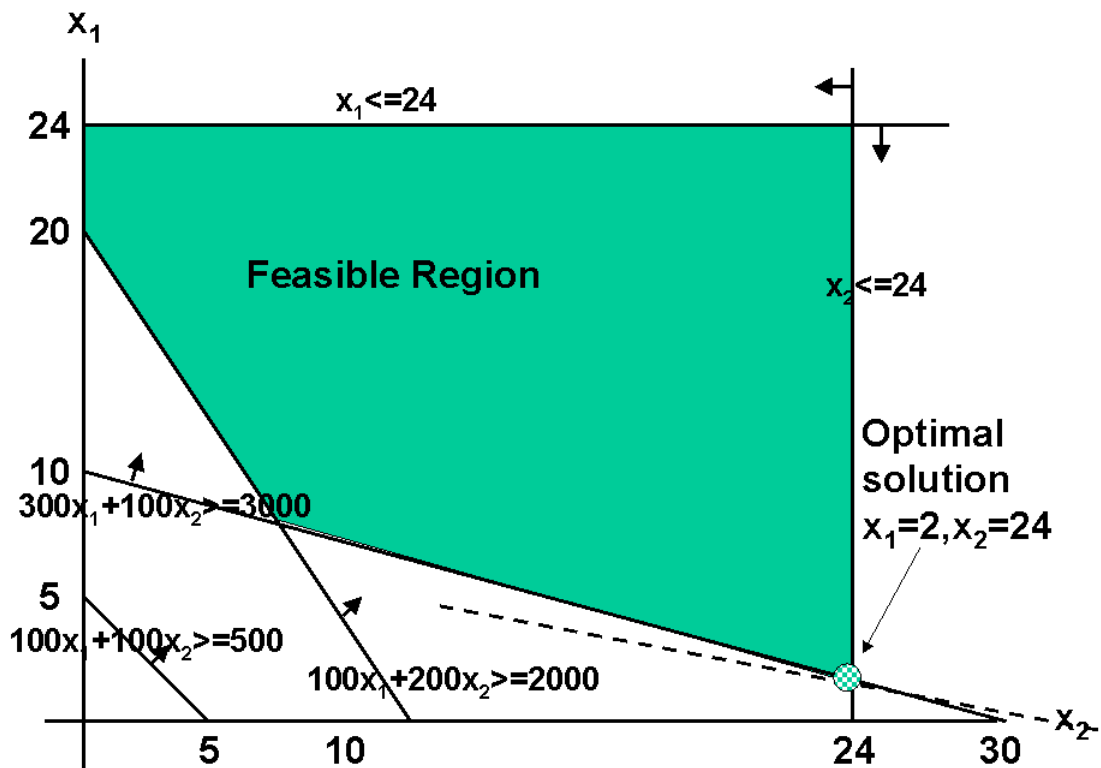 x₁
x₁<=24
24
20
Feasible Region
x₂<=24
Optimal
solution
x₁=2,x₂=24
10
300x₁+100x₂>=3000
5
100x₁+100x₂>=500
100x₁+200x₂>=2000
x₂
5
10
24
30